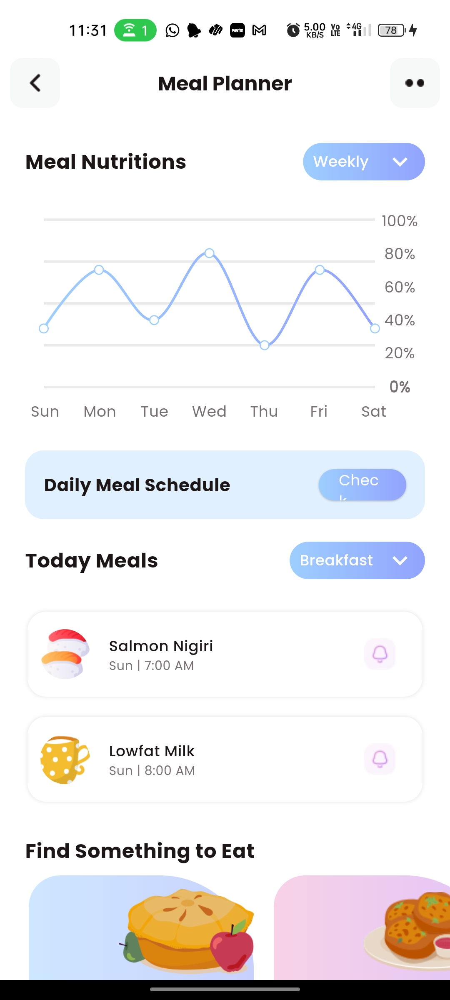 11:31 1 paytm 5.00 KB/S Vo LTE 4G 78
Meal Planner
Meal Nutritions
Weekly
100%
80%
60%
40%
20%
0%
Sun Mon Tue Wed Thu Fri Sat
Daily Meal Schedule
Chec
k
Today Meals
Breakfast
Salmon Nigiri
Sun | 7:00 AM
Lowfat Milk
Sun | 8:00 AM
Find Something to Eat